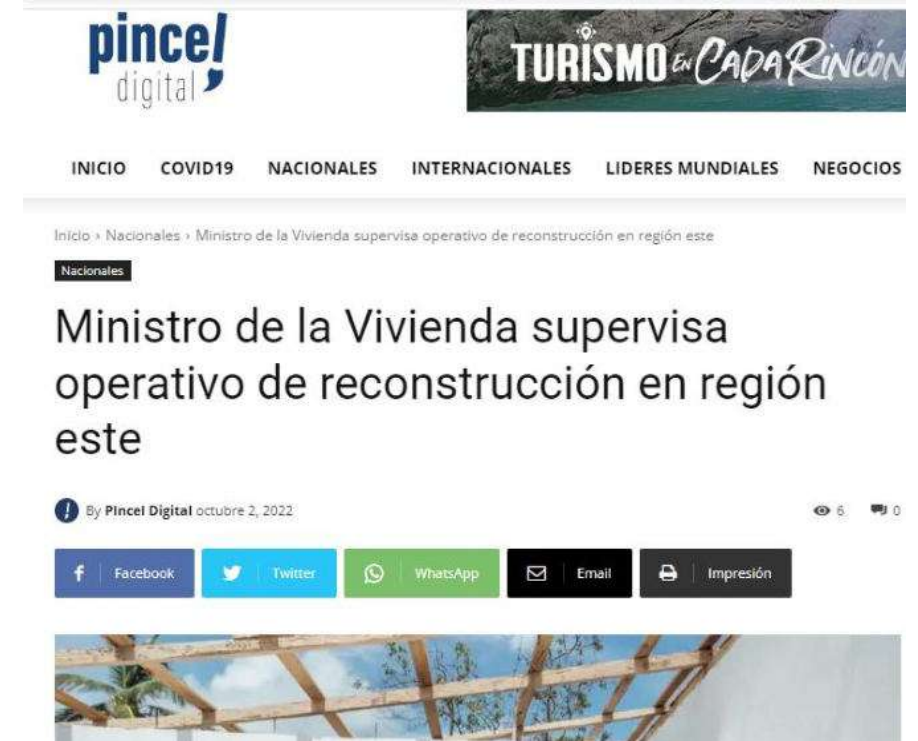 pincel
digital
TURÍSMO EN CADA RINCÓN
INICIO COVID19 NACIONALES INTERNACIONALES LIDERES MUNDIALES NEGOCIOS
Inicio › Nacionales › Ministro de la Vivienda supervisa operativo de reconstrucción en región este
Nacionales
Ministro de la Vivienda supervisa
operativo de reconstrucción en región
este
By PIncel Digital octubre 2, 2022 6 0
Facebook Twitter WhatsApp Email Impresión